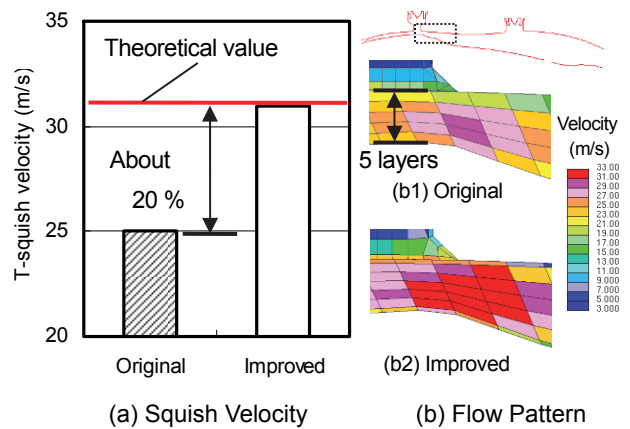 35
30
25
20
T-squish velocity (m/s)
Theoretical value
About
20 %
Original
Improved
(a) Squish Velocity
5 layers
(b1) Original
(b2) Improved
Velocity
(m/s)
33.00
31.00
29.00
27.00
25.00
23.00
21.00
19.00
17.00
15.00
13.00
11.00
9.000
7.000
5.000
3.000
(b) Flow Pattern